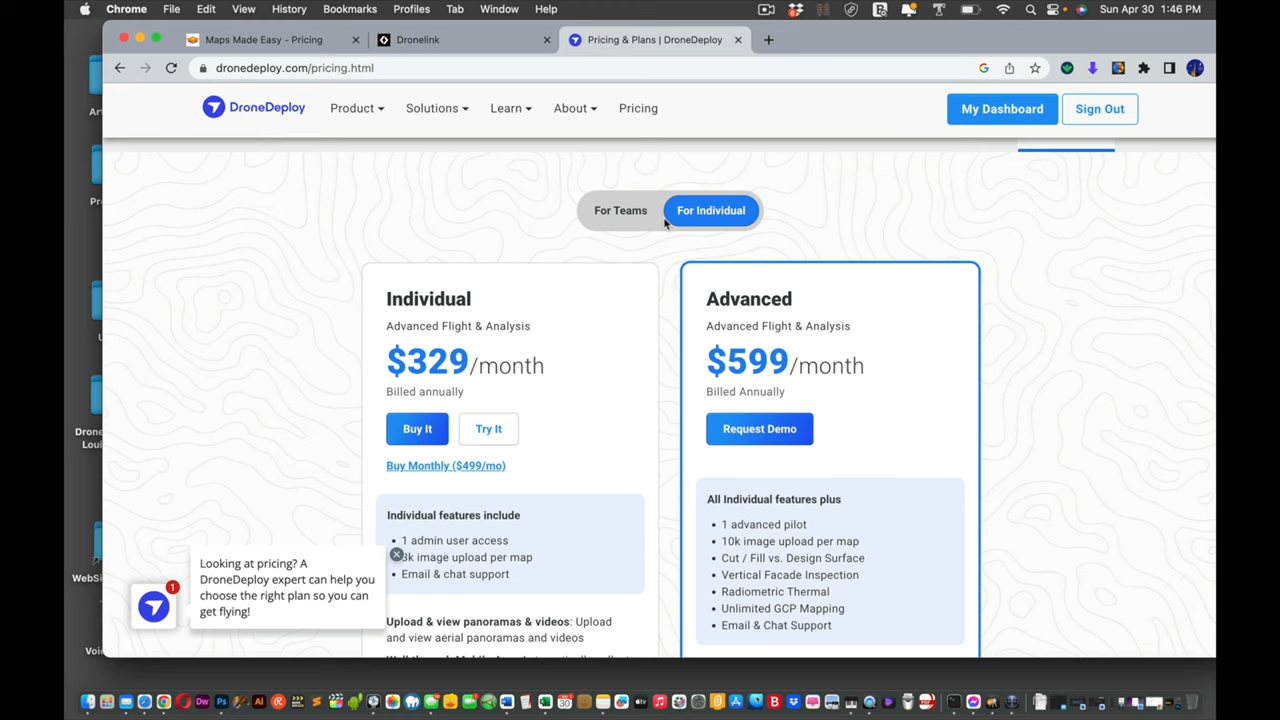 Chrome File Edit View History Bookmarks Profiles Tab Window Help Sun Apr 30 1:46 PM
Maps Made Easy - Pricing Dronelink Pricing & Plans | DroneDeploy
dronedeploy.com/pricing.html
DroneDeploy Product Solutions Learn About Pricing My Dashboard Sign Out
For Teams For Individual
Individual
Advanced Flight & Analysis
$329/month
Billed annually
Buy It Try It
Buy Monthly ($499/mo)
Individual features include
• 1 admin user access
3k image upload per map
• Email & chat support
Upload & view panoramas & videos: Upload
and view aerial panoramas and videos
Advanced
Advanced Flight & Analysis
$599/month
Billed Annually
Request Demo
All Individual features plus
• 1 advanced pilot
• 10k image upload per map
• Cut / Fill vs. Design Surface
• Vertical Facade Inspection
• Radiometric Thermal
• Unlimited GCP Mapping
• Email & Chat Support
Looking at pricing? A
DroneDeploy expert can help you
choose the right plan so you can
get flying!
1
Art
Pre
Drone
Loui
WebSi
Voi